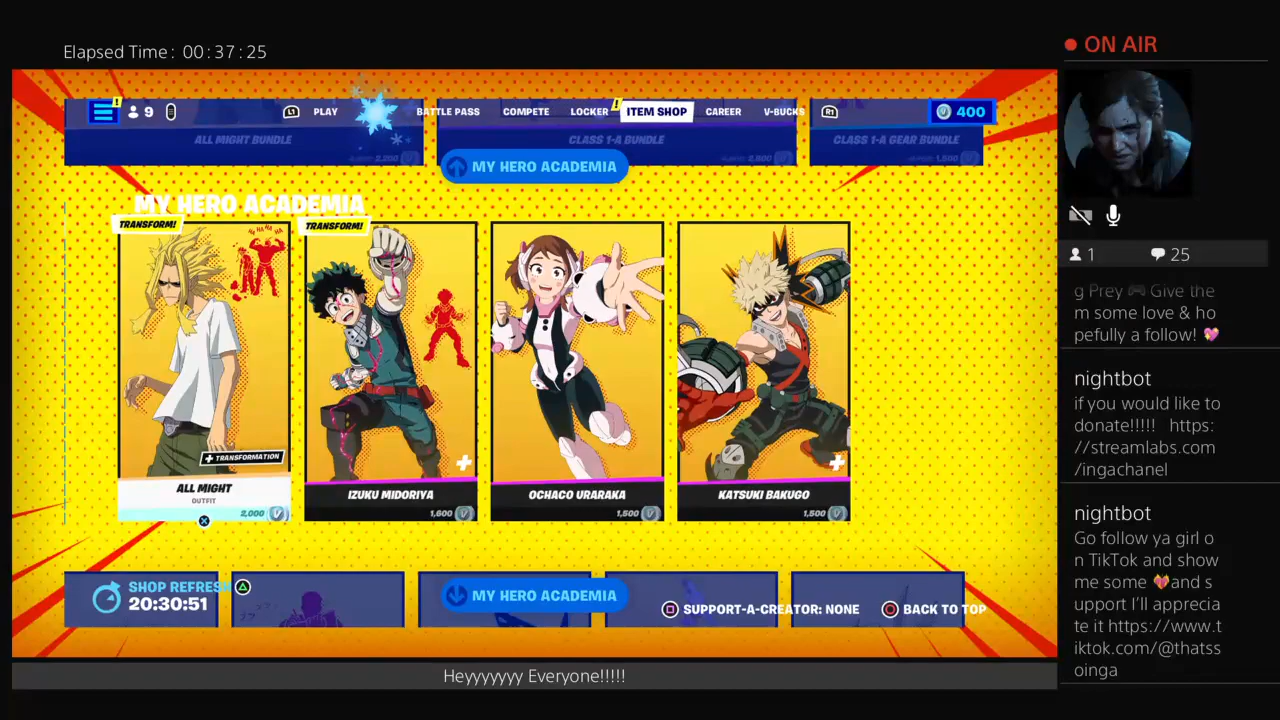 Elapsed Time: 00:37:25
ON AIR
9
L1
PLAY
BATTLE PASS
COMPETE
LOCKER
ITEM SHOP
CAREER
V-BUCKS
R1
400
ALL MIGHT BUNDLE
CLASS 1-A BUNDLE
CLASS 1-A GEAR BUNDLE
MY HERO ACADEMIA
MY HERO ACADEMIA
TRANSFORM!
TRANSFORM!
HA HA HA
+ TRANSFORMATION
ALL MIGHT
OUTFIT
2,000
IZUKU MIDORIYA
1,600
OCHACO URARAKA
1,500
KATSUKI BAKUGO
1,500
SHOP REFRESH
20:30:51
MY HERO ACADEMIA
SUPPORT-A-CREATOR: NONE
BACK TO TOP
Heyyyyyyy Everyone!!!!!
1
25
g Prey 🎮 Give the
m some love & ho
pefully a follow! 💖
nightbot
if you would like to
donate!!!!! https:
//streamlabs.com
/ingachanel
nightbot
Go follow ya girl o
n TikTok and show
me some 💝and s
upport I'll apprecia
te it https://www.t
iktok.com/@thatss
oinga